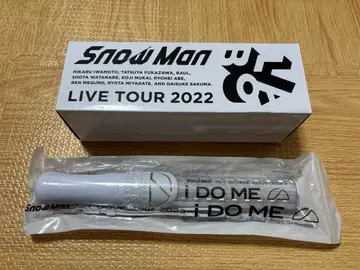 Snow Man
HIKARU IWAMOTO, TATSUYA FUKAZAWA, RAUL,
SHOTA WATANABE, KOJI MUKAI, RYOHEI ABE,
REN MEGURO, RYOTA MIYADATE, AND DAISUKE SAKUMA.
LIVE TOUR 2022
i DO ME
i DO ME